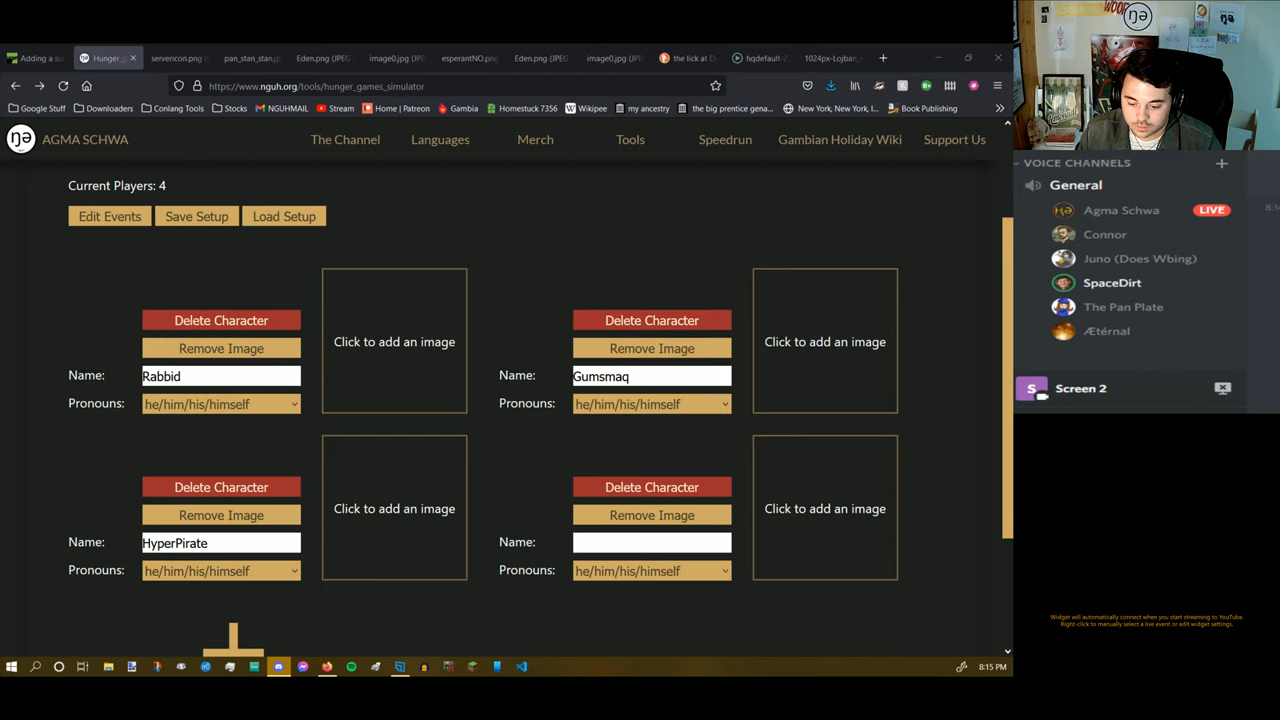 Adding a su
Hunger_g
servericon.png
pan_stan_stan.j
Eden.png (JPEG
image0.jpg (JPE
esperantNO.png
Eden.png (JPEG
image0.jpg (JPE
the lick at D
hqdefault-2
1024px-Lojban_
https://www.nguh.org/tools/hunger_games_simulator
Google Stuff
Downloads
Conlang Tools
Stocks
NGUHMAIL
Stream
Home | Patreon
Gambia
Homestuck 7356
Wikipee
my ancestry
the big prentice gena...
New York, New York, I...
Book Publishing
ŋə AGMA SCHWA
The Channel
Languages
Merch
Tools
Speedrun
Gambian Holiday Wiki
Support Us
Current Players: 4
Edit Events
Save Setup
Load Setup
Delete Character
Remove Image
Name: Rabbid
Pronouns: he/him/his/himself
Click to add an image
Delete Character
Remove Image
Name: Gumsmaq
Pronouns: he/him/his/himself
Click to add an image
Delete Character
Remove Image
Name: HyperPirate
Pronouns: he/him/his/himself
Click to add an image
Delete Character
Remove Image
Name:
Pronouns: he/him/his/himself
Click to add an image
8:15 PM
ŋə
VOICE CHANNELS
General
Agma Schwa LIVE
Connor
Juno (Does Wbing)
SpaceDirt
The Pan Plate
Ætérnal
S Screen 2
Widget will automatically connect when you start streaming to YouTube.
Right-click to manually select a live event or edit widget settings.